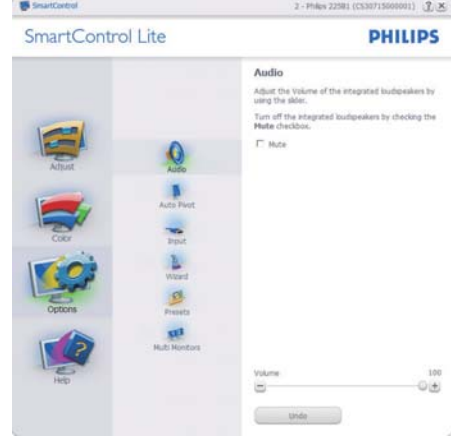 SmartControl
2 - Philips 225B1 (CS30715000001)
SmartControl Lite
PHILIPS
Adjust
Color
Options
Help
Audio
Auto Pivot
Input
Wizard
Presets
Multi Monitors
Audio
Adjust the Volume of the integrated loudspeakers by
using the slider.
Turn off the integrated loudspeakers by checking the
Mute checkbox.
Mute
Volume
100
Undo